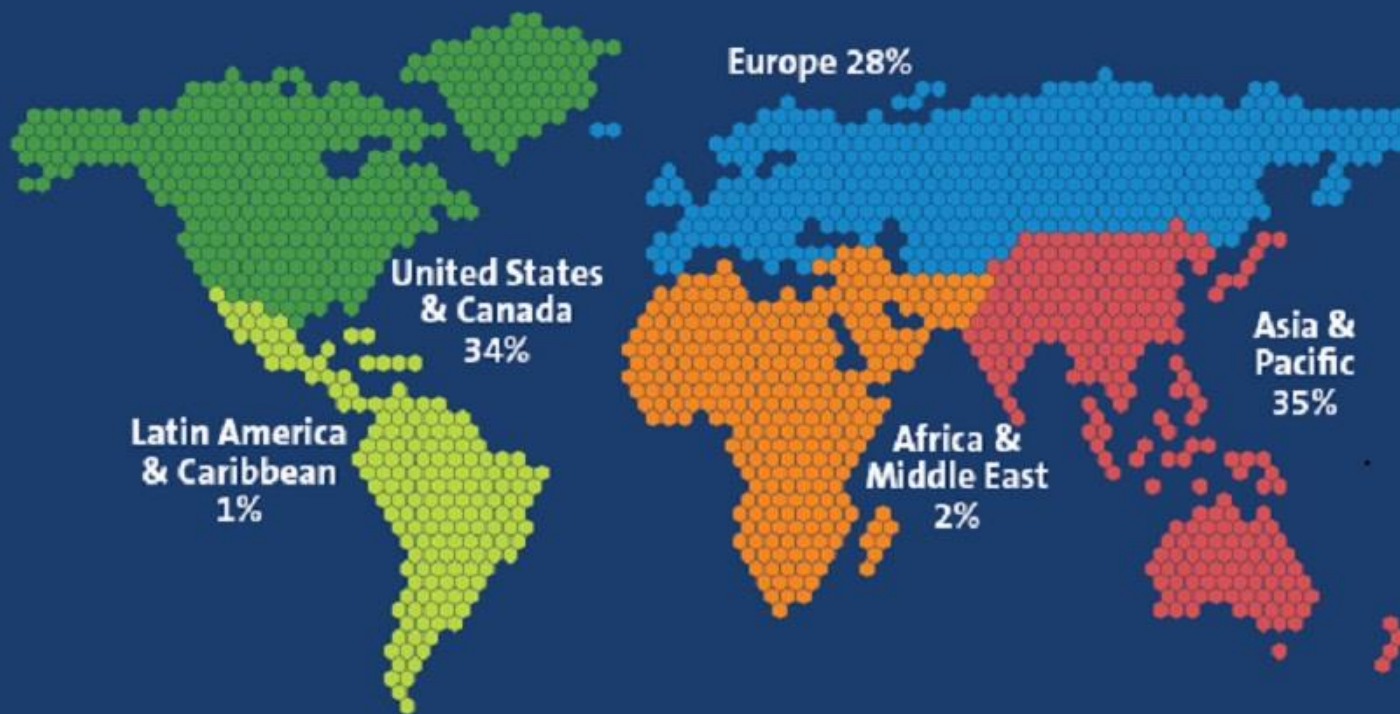 Europe 28%
United States
& Canada
34%
Asia &
Pacific
35%
Latin America
& Caribbean
1%
Africa &
Middle East
2%